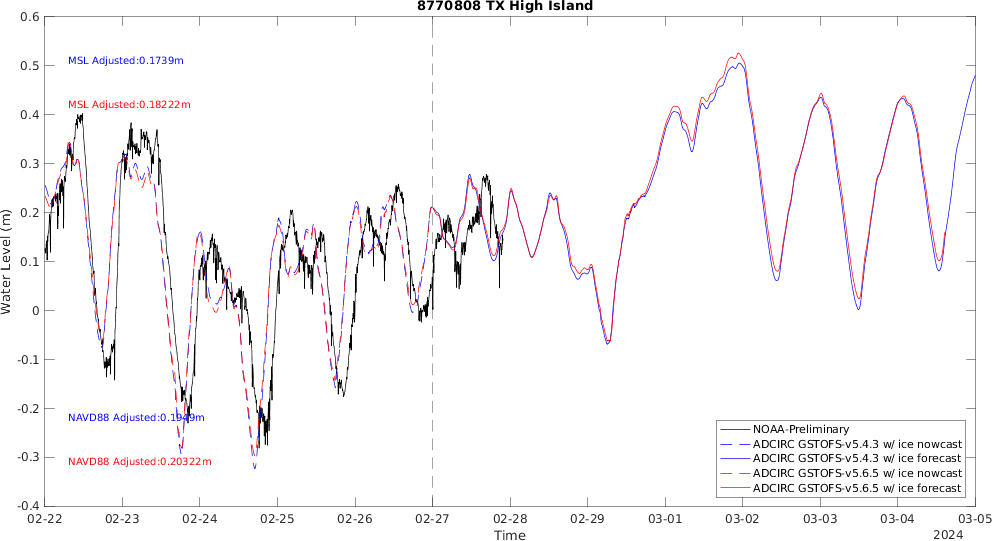 8770808 TX High Island
0.6
0.5
0.4
0.3
0.2
0.1
0
-0.1
-0.2
-0.3
-0.4
Water Level (m)
MSL Adjusted:0.1739m
MSL Adjusted:0.18222m
NAVD88 Adjusted:0.1949m
NAVD88 Adjusted:0.20322m
NOAA-Preliminary
ADCIRC GSTOFS-v5.4.3 w/ ice nowcast
ADCIRC GSTOFS-v5.4.3 w/ ice forecast
ADCIRC GSTOFS-v5.6.5 w/ ice nowcast
ADCIRC GSTOFS-v5.6.5 w/ ice forecast
02-22 02-23 02-24 02-25 02-26 02-27 02-28 02-29 03-01 03-02 03-03 03-04 03-05
Time
2024